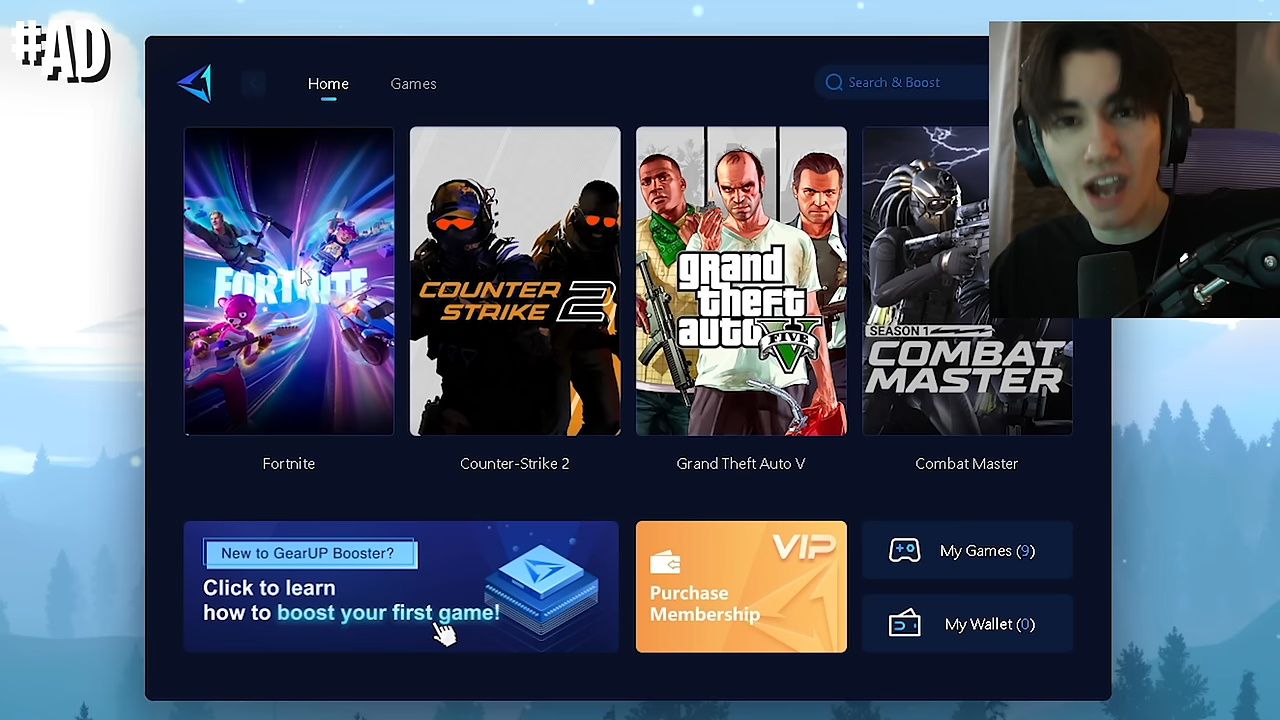 #AD
Home
Games
Search & Boost
FORTNITE
COUNTER
STRIKE 2
grand
theft
auto V
FIVE
SEASON 1
COMBAT
MASTER
Fortnite
Counter-Strike 2
Grand Theft Auto V
Combat Master
New to GearUP Booster?
Click to learn
how to boost your first game!
VIP
Purchase
Membership
My Games (9)
My Wallet (0)